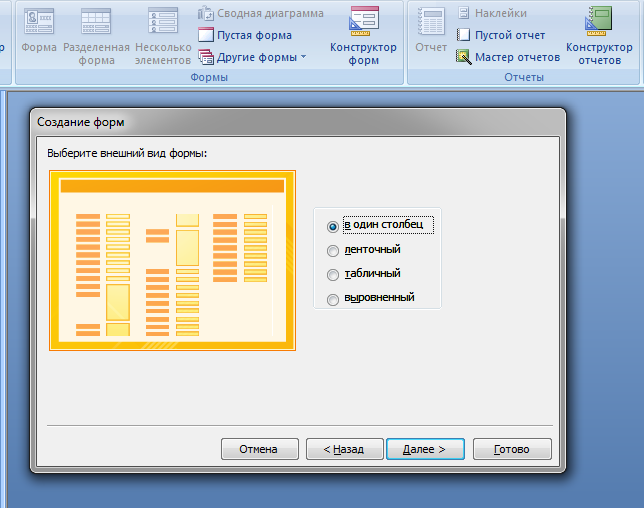 Форма
Разделенная
форма
Несколько
элементов
Сводная диаграмма
Пустая форма
Другие формы
Конструктор
форм
Формы
Отчет
Наклейки
Пустой отчет
Мастер отчетов
Конструктор
отчетов
Отчеты
Создание форм
Выберите внешний вид формы:
в один столбец
ленточный
табличный
выровненный
Отмена
< Назад
Далее >
Готово